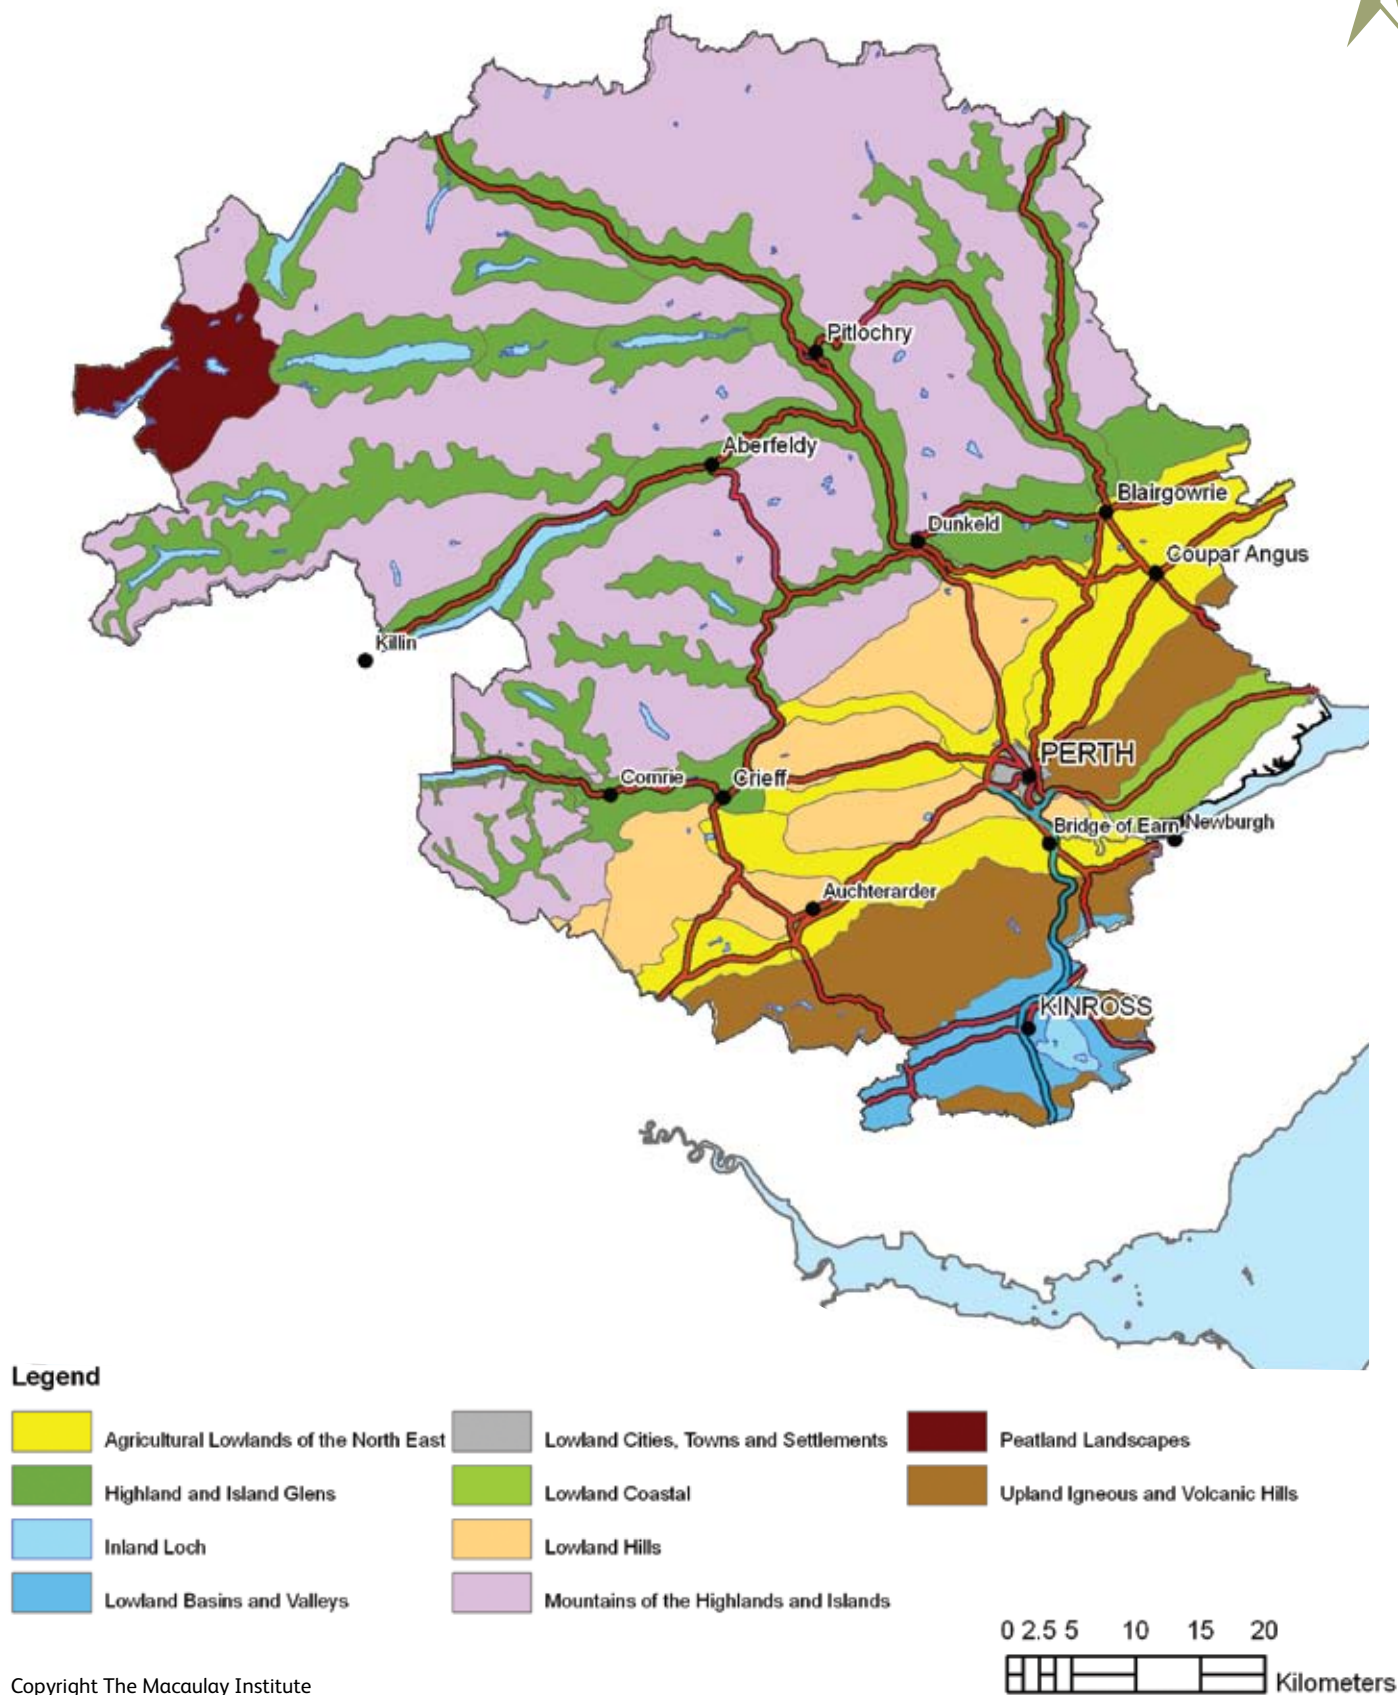 Pitlochry
Aberfeldy
Blairgowrie
Dunkeld
Coupar Angus
Killin
PERTH
Comrie
Crieff
Bridge of Earn
Newburgh
Auchterarder
KINROSS
Legend
Agricultural Lowlands of the North East
Highland and Island Glens
Inland Loch
Lowland Basins and Valleys
Lowland Cities, Towns and Settlements
Lowland Coastal
Lowland Hills
Mountains of the Highlands and Islands
Peatland Landscapes
Upland Igneous and Volcanic Hills
0 2.5 5 10 15 20
Kilometers
Copyright The Macaulay Institute